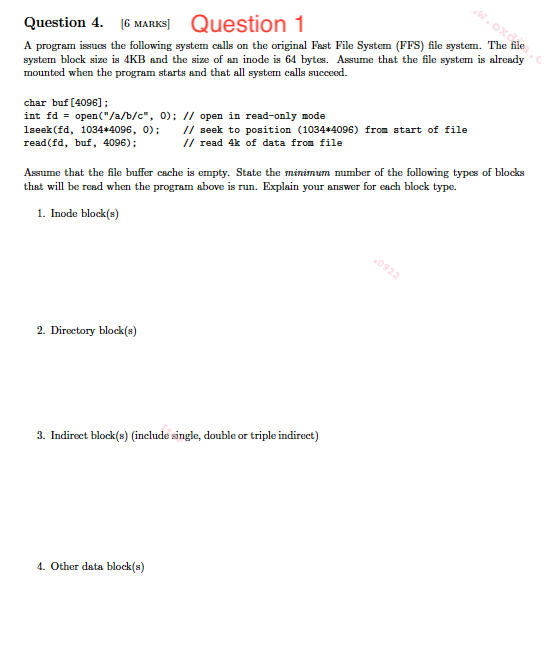 Question 4. [6 MARKS] Question 1
A program issues the following system calls on the original Fast File System (FFS) file system. The file
system block size is 4KB and the size of an inode is 64 bytes. Assume that the file system is already
mounted when the program starts and that all system calls succeed.
char buf[4096];
int fd = open("/a/b/c", 0); // open in read-only mode
lseek(fd, 1034*4096, 0); // seek to position (1034*4096) from start of file
read(fd, buf, 4096); // read 4k of data from file
Assume that the file buffer cache is empty. State the minimum number of the following types of blocks
that will be read when the program above is run. Explain your answer for each block type.
1. Inode block(s)
2. Directory block(s)
3. Indirect block(s) (include single, double or triple indirect)
4. Other data block(s)